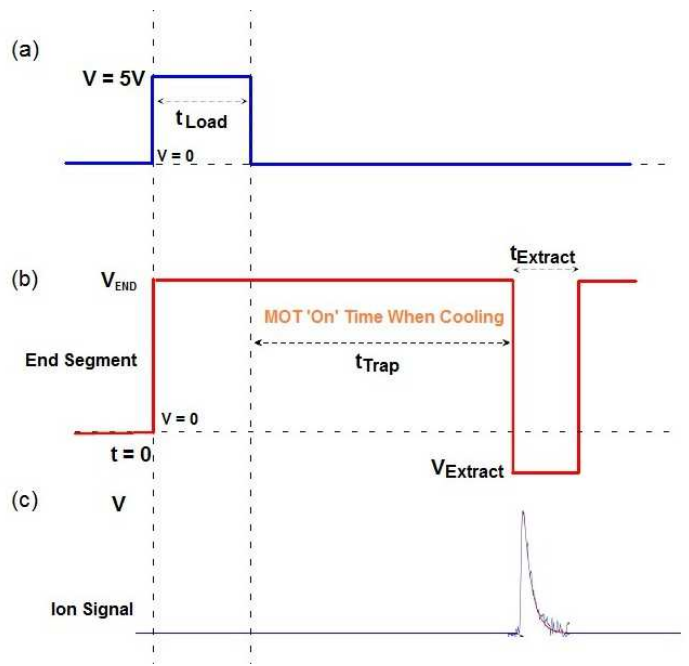 (a)
V = 5V
tLoad
V = 0
tExtract
(b)
VEND
MOT 'On' Time When Cooling
tTrap
End Segment
V = 0
t = 0
VExtract
(c)
V
Ion Signal